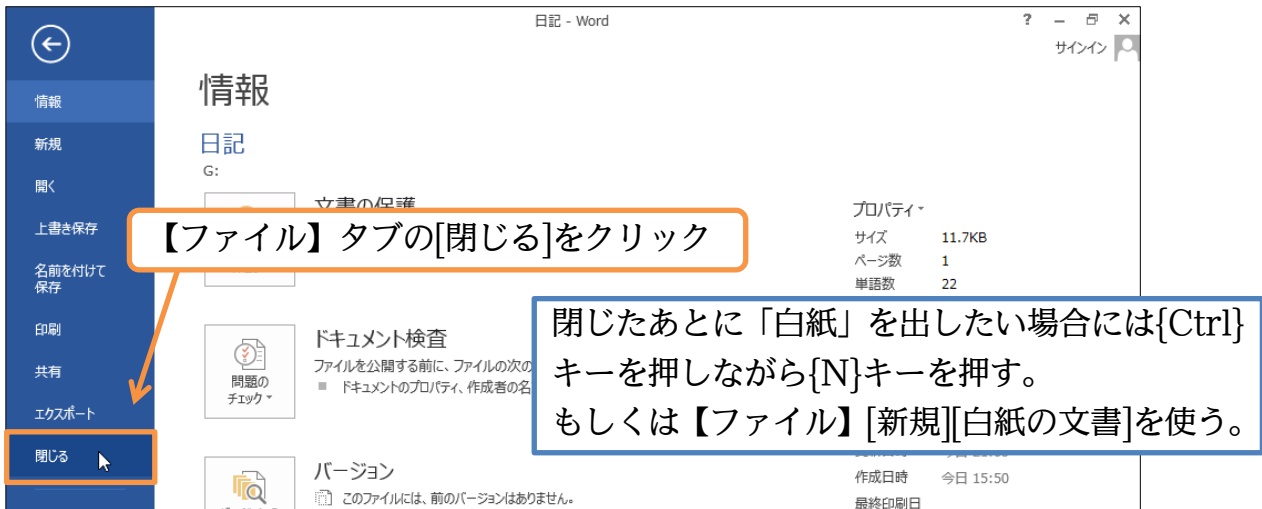 日記 - Word
サインイン
情報
新規
開く
上書き保存
名前を付けて
保存
印刷
共有
エクスポート
閉じる
情報
日記
G:
文書の保護
【ファイル】タブの[閉じる]をクリック
プロパティ
サイズ 11.7KB
ページ数 1
単語数 22
閉じたあとに「白紙」を出したい場合には{Ctrl}
キーを押しながら{N}キーを押す。
もしくは【ファイル】[新規][白紙の文書]を使う。
問題の
チェック
ドキュメント検査
ファイルを公開する前に、ファイルの次の
ドキュメントのプロパティ、作成者の名
バージョン
このファイルには、前のバージョンはありません。
作成日時 今日 15:50
最終印刷日